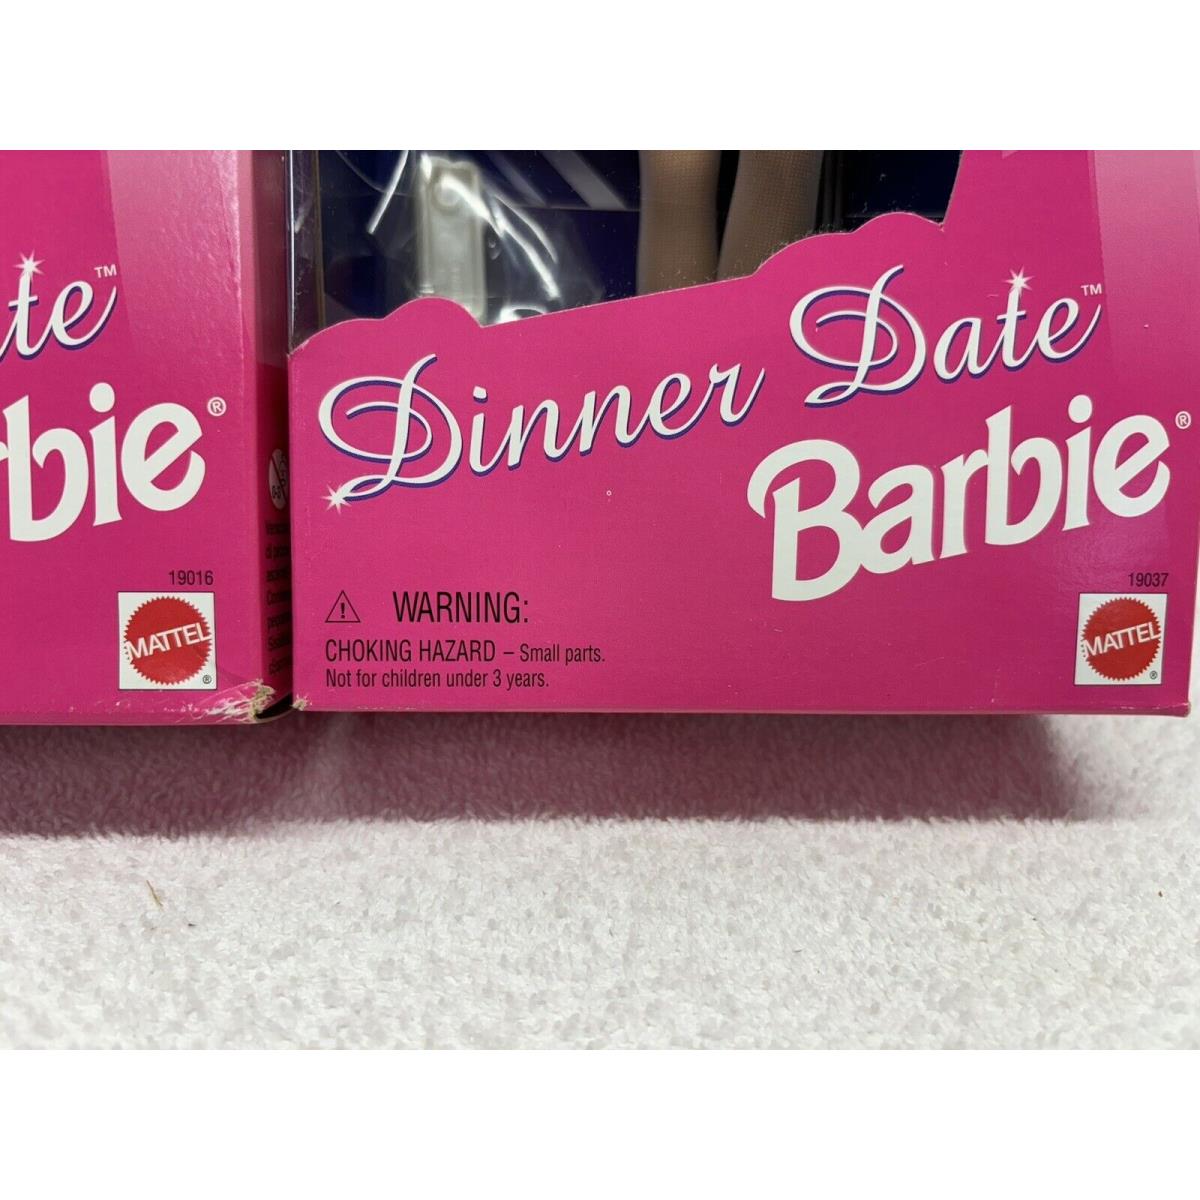 te™
rbie®
19016
MATTEL
®
Dinner Date™
Barbie®
19037
MATTEL
®
WARNING:
CHOKING HAZARD – Small parts.
Not for children under 3 years.